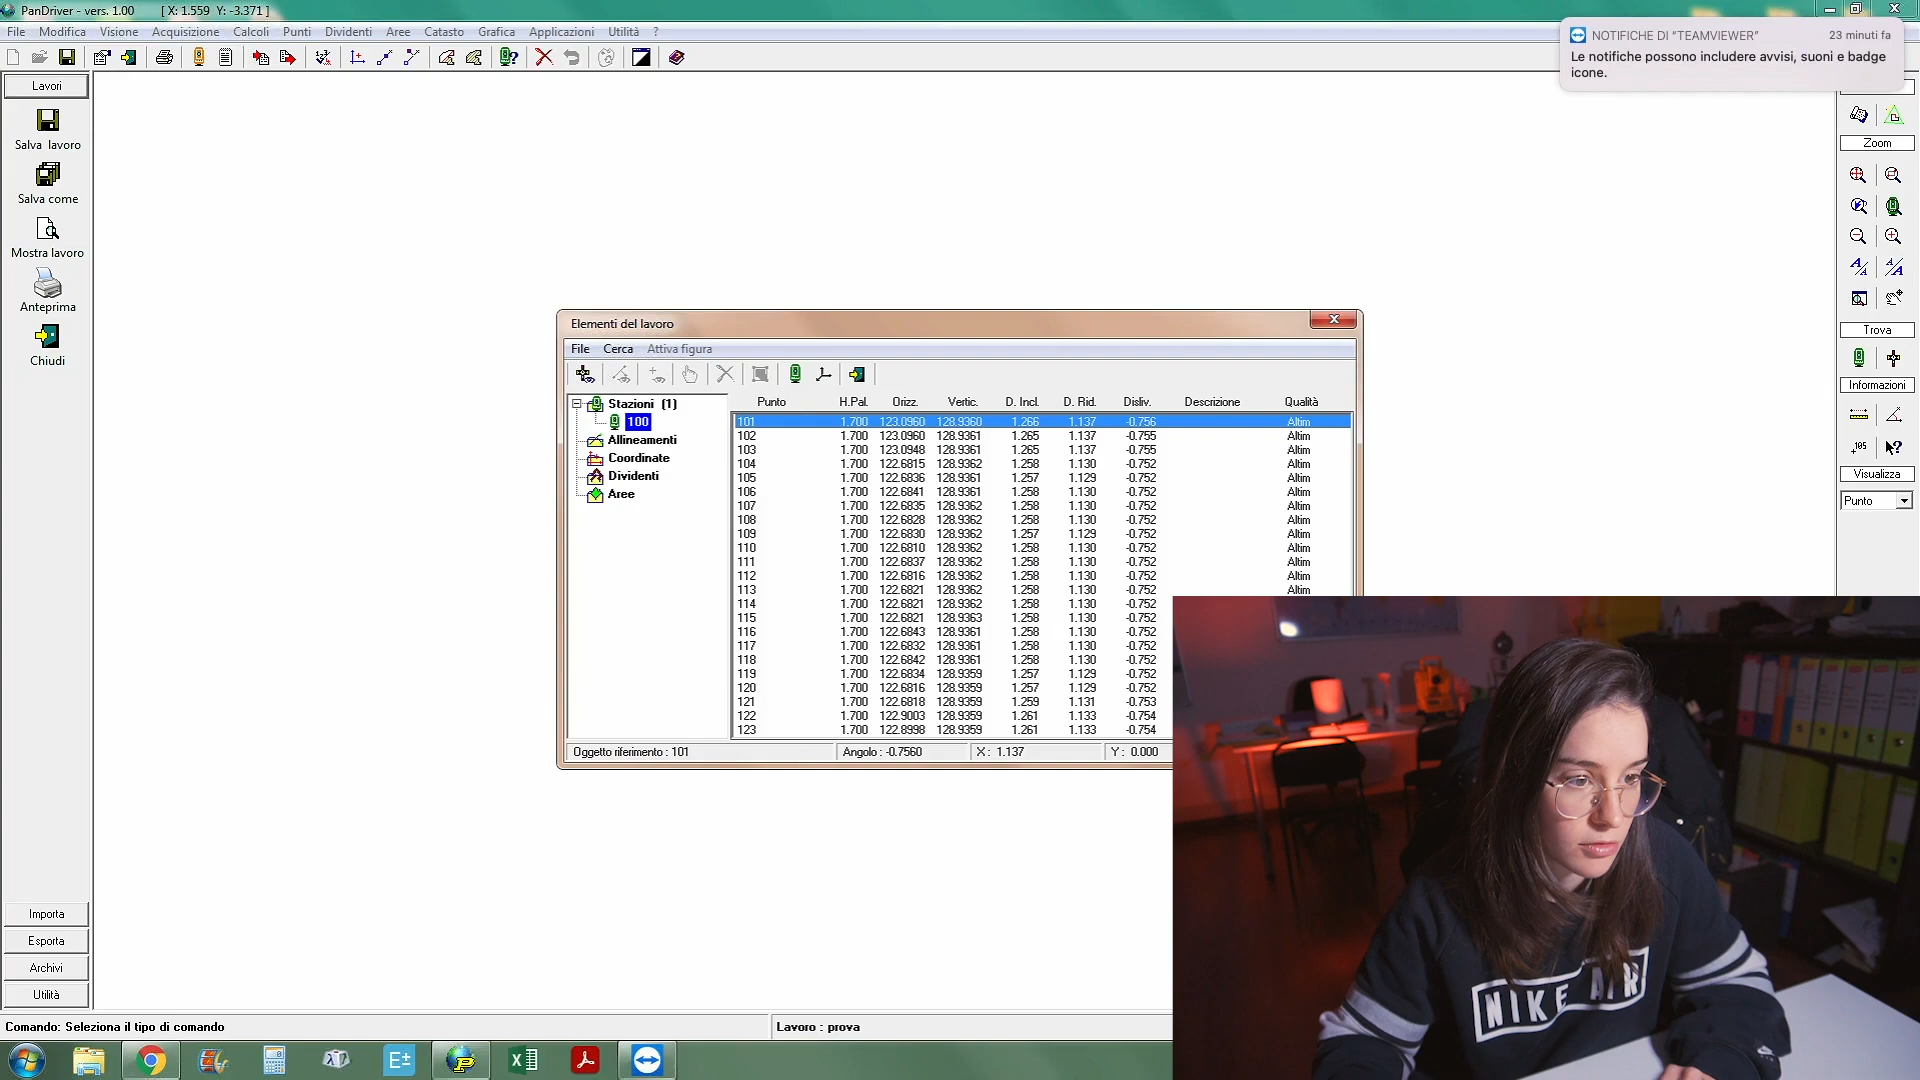 PanDriver - vers. 1.00 [ X: 1.559 Y: -3.371 ]
File Modifica Visione Acquisizione Calcoli Punti Dividenti Aree Catasto Grafica Applicazioni Utilità ?
NOTIFICHE DI "TEAMVIEWER" 23 minuti fa
Le notifiche possono includere avvisi, suoni e badge
icone.
Lavori
Salva lavoro
Salva come
Mostra lavoro
Anteprima
Chiudi
Importa
Esporta
Archivi
Utilità
Elementi del lavoro
File Cerca Attiva figura
Stazioni (1)
100
Allineamenti
Coordinate
Dividenti
Aree
Punto H.Pal. Orizz. Vertic. D. Incl. D. Rid. Disliv. Descrizione Qualità
101 1.700 123.0960 128.9360 1.266 1.137 -0.756 Altim
102 1.700 123.0960 128.9361 1.265 1.137 -0.755 Altim
103 1.700 123.0948 128.9361 1.265 1.137 -0.755 Altim
104 1.700 122.6815 128.9362 1.258 1.130 -0.752 Altim
105 1.700 122.6836 128.9361 1.257 1.129 -0.752 Altim
106 1.700 122.6841 128.9361 1.258 1.130 -0.752 Altim
107 1.700 122.6835 128.9362 1.258 1.130 -0.752 Altim
108 1.700 122.6828 128.9362 1.258 1.130 -0.752 Altim
109 1.700 122.6830 128.9362 1.257 1.129 -0.752 Altim
110 1.700 122.6810 128.9362 1.258 1.130 -0.752 Altim
111 1.700 122.6837 128.9362 1.258 1.130 -0.752 Altim
112 1.700 122.6816 128.9362 1.258 1.130 -0.752 Altim
113 1.700 122.6821 128.9362 1.258 1.130 -0.752 Altim
114 1.700 122.6821 128.9362 1.258 1.130 -0.752
115 1.700 122.6821 128.9363 1.258 1.130 -0.752
116 1.700 122.6843 128.9361 1.258 1.130 -0.752
117 1.700 122.6832 128.9361 1.258 1.130 -0.752
118 1.700 122.6842 128.9361 1.258 1.130 -0.752
119 1.700 122.6834 128.9359 1.257 1.129 -0.752
120 1.700 122.6816 128.9359 1.257 1.129 -0.752
121 1.700 122.6818 128.9359 1.259 1.131 -0.753
122 1.700 122.9003 128.9359 1.261 1.133 -0.754
123 1.700 122.8998 128.9359 1.261 1.133 -0.754
Oggetto riferimento : 101 Angolo : -0.7560 X : 1.137 Y : 0.000
Zoom
Trova
Informazioni
Visualizza
Punto
NIKE AIR
Comando: Seleziona il tipo di comando
Lavoro : prova